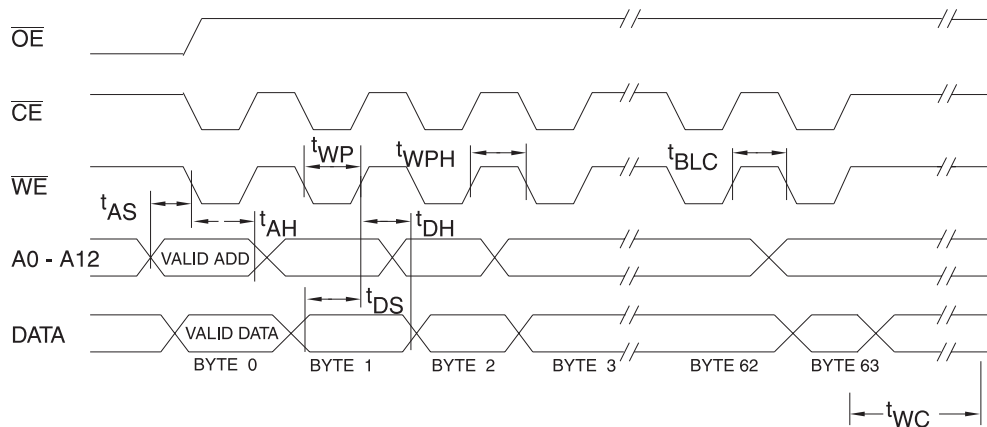 OE
CE
tWP
tWPH
tBLC
WE
tAS
tAH
tDH
A0 - A12
VALID ADD
tDS
DATA
VALID DATA
BYTE 0
BYTE 1
BYTE 2
BYTE 3
BYTE 62
BYTE 63
tWC